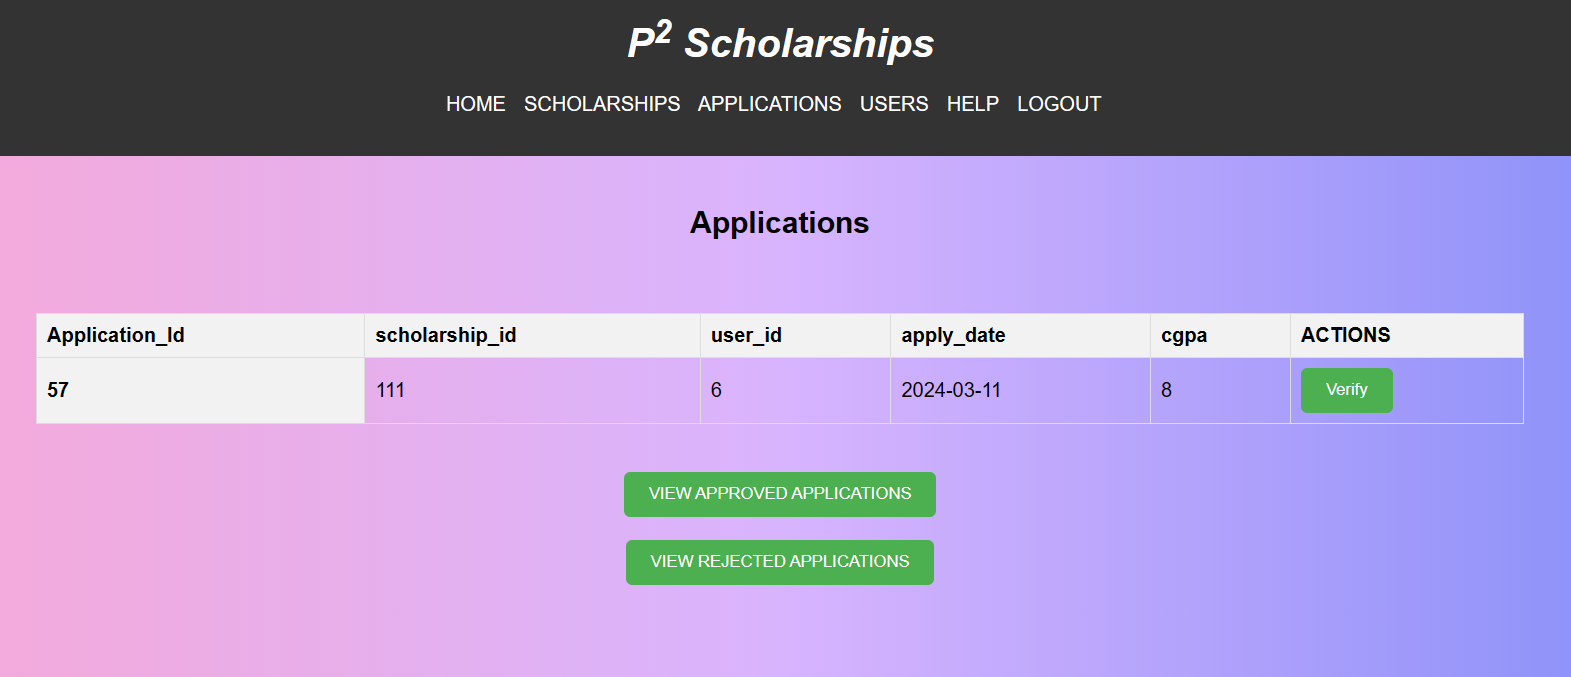 P² Scholarships
HOME SCHOLARSHIPS APPLICATIONS USERS HELP LOGOUT
Applications
Application_Id scholarship_id user_id apply_date cgpa ACTIONS
57 111 6 2024-03-11 8 Verify
VIEW APPROVED APPLICATIONS
VIEW REJECTED APPLICATIONS